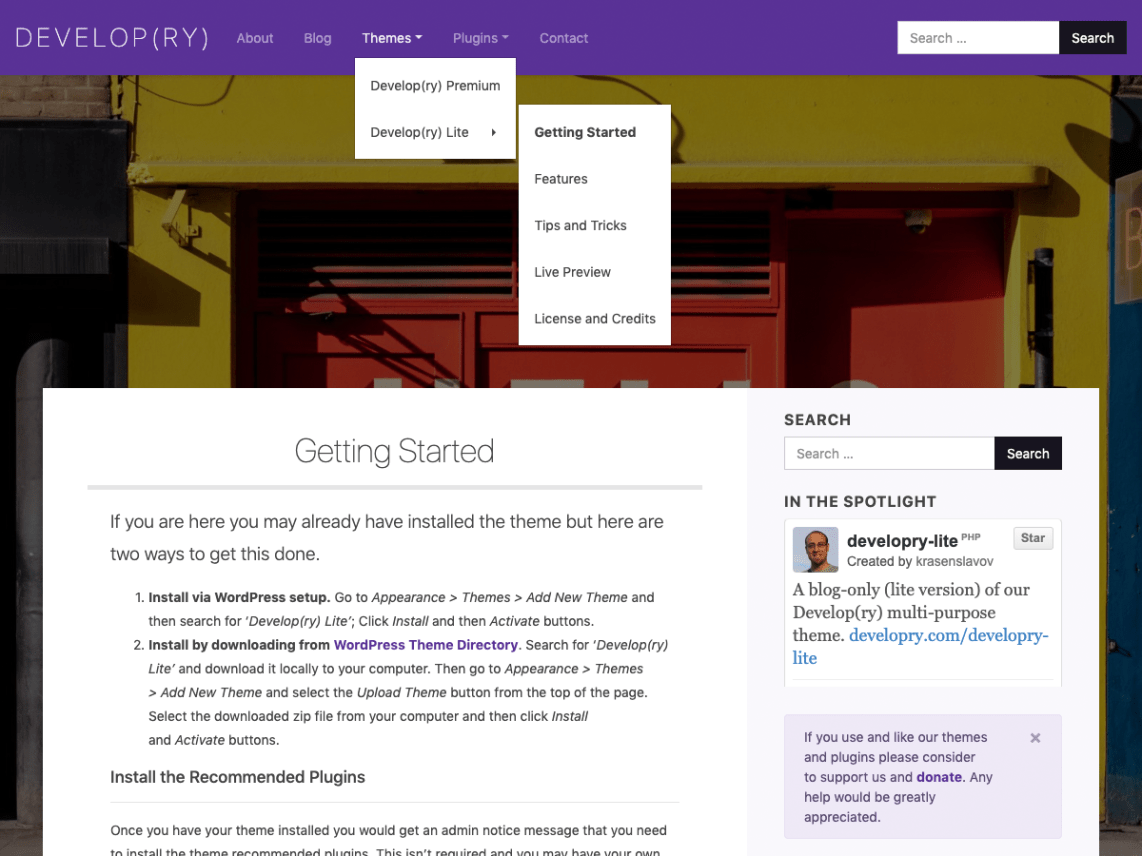 DEVELOP(RY) About Blog Themes Plugins Contact Search ... Search
Develop(ry) Premium
Develop(ry) Lite
Getting Started
Features
Tips and Tricks
Live Preview
License and Credits
Getting Started
If you are here you may already have installed the theme but here are
two ways to get this done.
1. Install via WordPress setup. Go to Appearance > Themes > Add New Theme and
then search for ‘Develop(ry) Lite’; Click Install and then Activate buttons.
2. Install by downloading from WordPress Theme Directory. Search for ‘Develop(ry)
Lite’ and download it locally to your computer. Then go to Appearance > Themes
> Add New Theme and select the Upload Theme button from the top of the page.
Select the downloaded zip file from your computer and then click Install
and Activate buttons.
Install the Recommended Plugins
Once you have your theme installed you would get an admin notice message that you need
to install the theme recommended plugins. This isn’t required and you may have your own
SEARCH
Search ... Search
IN THE SPOTLIGHT
developry-lite PHP Star
Created by krasenslavov
A blog-only (lite version) of our
Develop(ry) multi-purpose
theme. developry.com/developry-
lite
If you use and like our themes ×
and plugins please consider
to support us and donate. Any
help would be greatly
appreciated.